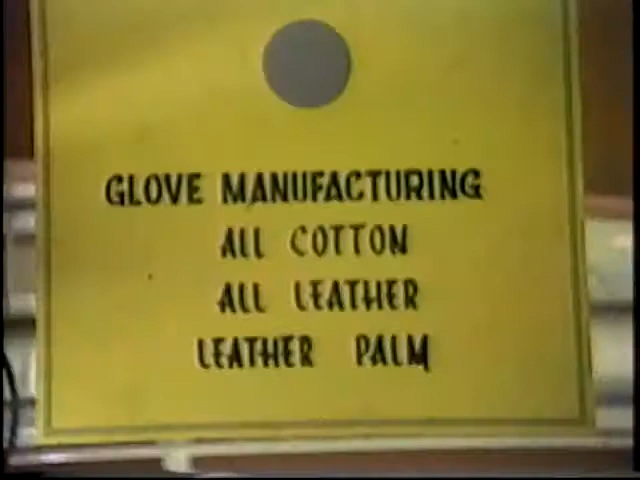 GLOVE MANUFACTURING
ALL COTTON
ALL LEATHER
LEATHER PALM